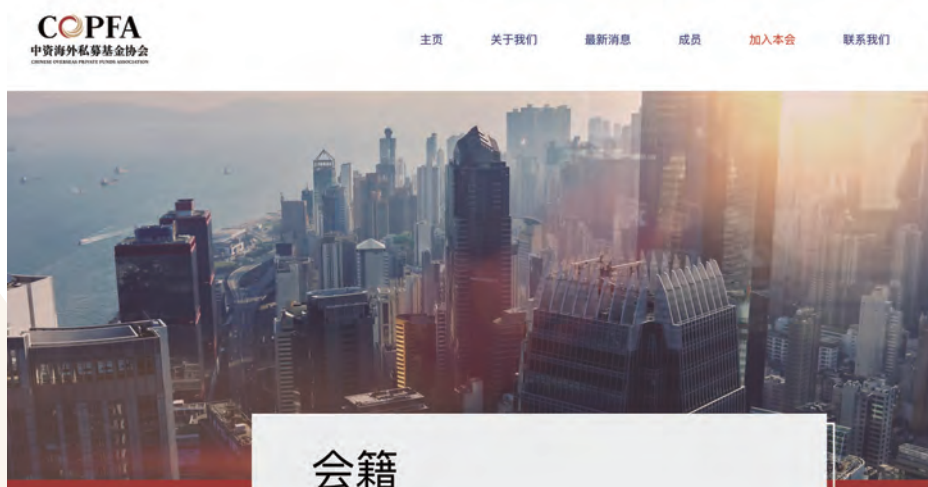 COPFA
中资海外私募基金协会
CHINESE OVERSEAS PRIVATE FUNDS ASSOCIATION
主页 关于我们 最新消息 成员 加入本会 联系我们
会籍